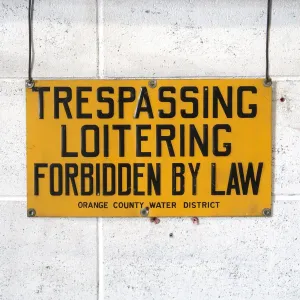 TRESPASSING
LOITERING
FORBIDDEN BY LAW
ORANGE COUNTY WATER DISTRICT